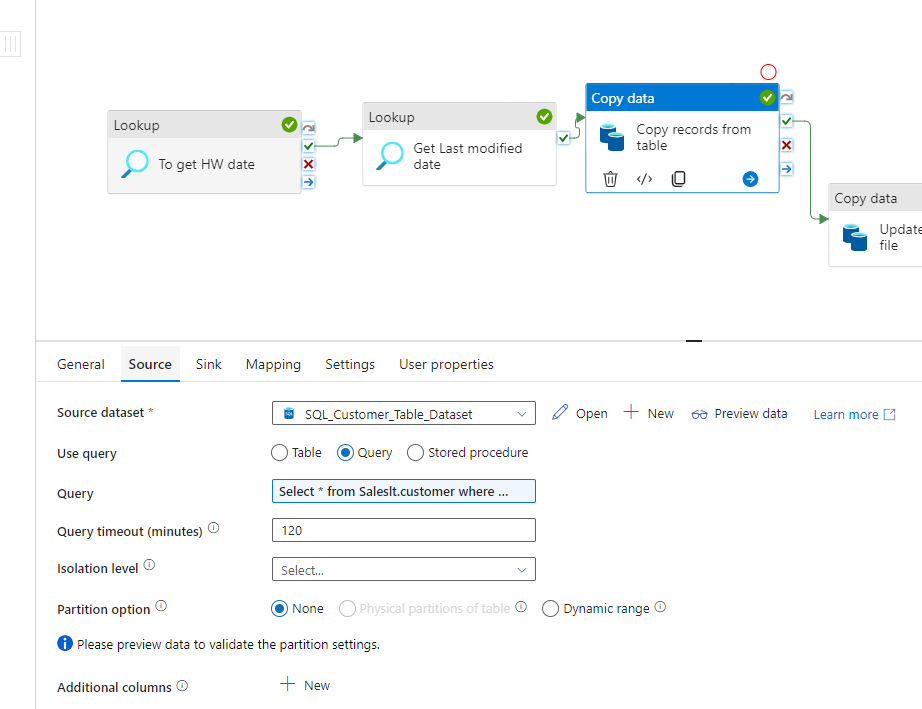 Lookup
To get HW date
Lookup
Get Last modified
date
Copy data
Copy records from
table
Copy data
Update
file
General Source Sink Mapping Settings User properties
Source dataset * SQL_Customer_Table_Dataset Open New Preview data Learn more
Use query Table Query Stored procedure
Query Select * from Saleslt.customer where ...
Query timeout (minutes) 120
Isolation level Select...
Partition option None Physical partitions of table Dynamic range
Please preview data to validate the partition settings.
Additional columns New